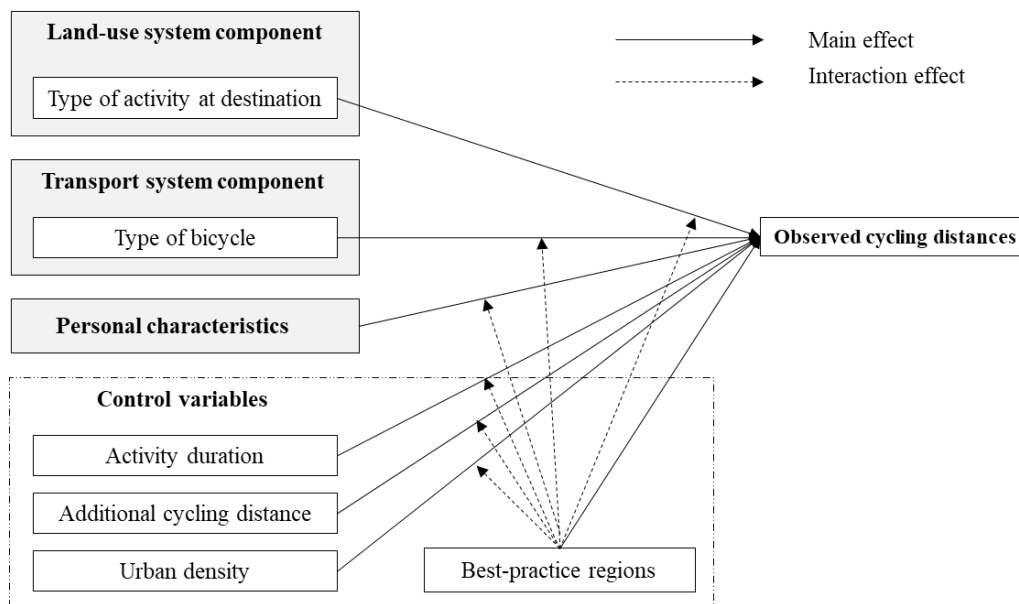 Land-use system component
Type of activity at destination
Main effect
Interaction effect
Transport system component
Type of bicycle
Observed cycling distances
Personal characteristics
Control variables
Activity duration
Additional cycling distance
Urban density
Best-practice regions